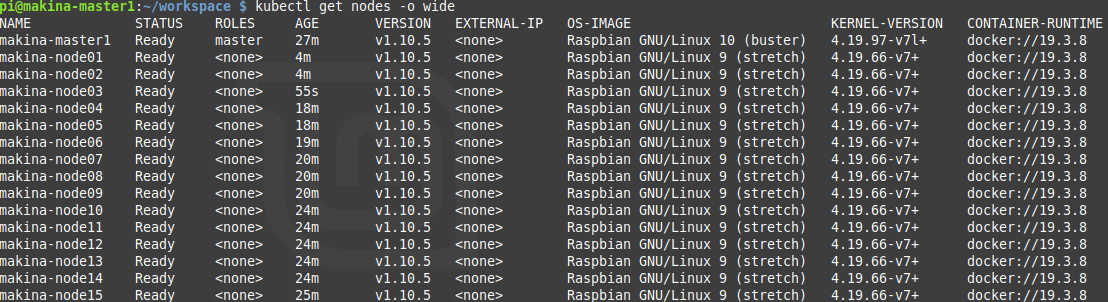 pi@makina-master1:~/workspace $ kubectl get nodes -o wide
NAME STATUS ROLES AGE VERSION EXTERNAL-IP OS-IMAGE KERNEL-VERSION CONTAINER-RUNTIME
makina-master1 Ready master 27m v1.10.5 <none> Raspbian GNU/Linux 10 (buster) 4.19.97-v7l+ docker://19.3.8
makina-node01 Ready <none> 4m v1.10.5 <none> Raspbian GNU/Linux 9 (stretch) 4.19.66-v7+ docker://19.3.8
makina-node02 Ready <none> 4m v1.10.5 <none> Raspbian GNU/Linux 9 (stretch) 4.19.66-v7+ docker://19.3.8
makina-node03 Ready <none> 55s v1.10.5 <none> Raspbian GNU/Linux 9 (stretch) 4.19.66-v7+ docker://19.3.8
makina-node04 Ready <none> 18m v1.10.5 <none> Raspbian GNU/Linux 9 (stretch) 4.19.66-v7+ docker://19.3.8
makina-node05 Ready <none> 18m v1.10.5 <none> Raspbian GNU/Linux 9 (stretch) 4.19.66-v7+ docker://19.3.8
makina-node06 Ready <none> 19m v1.10.5 <none> Raspbian GNU/Linux 9 (stretch) 4.19.66-v7+ docker://19.3.8
makina-node07 Ready <none> 20m v1.10.5 <none> Raspbian GNU/Linux 9 (stretch) 4.19.66-v7+ docker://19.3.8
makina-node08 Ready <none> 20m v1.10.5 <none> Raspbian GNU/Linux 9 (stretch) 4.19.66-v7+ docker://19.3.8
makina-node09 Ready <none> 20m v1.10.5 <none> Raspbian GNU/Linux 9 (stretch) 4.19.66-v7+ docker://19.3.8
makina-node10 Ready <none> 24m v1.10.5 <none> Raspbian GNU/Linux 9 (stretch) 4.19.66-v7+ docker://19.3.8
makina-node11 Ready <none> 24m v1.10.5 <none> Raspbian GNU/Linux 9 (stretch) 4.19.66-v7+ docker://19.3.8
makina-node12 Ready <none> 24m v1.10.5 <none> Raspbian GNU/Linux 9 (stretch) 4.19.66-v7+ docker://19.3.8
makina-node13 Ready <none> 24m v1.10.5 <none> Raspbian GNU/Linux 9 (stretch) 4.19.66-v7+ docker://19.3.8
makina-node14 Ready <none> 24m v1.10.5 <none> Raspbian GNU/Linux 9 (stretch) 4.19.66-v7+ docker://19.3.8
makina-node15 Ready <none> 25m v1.10.5 <none> Raspbian GNU/Linux 9 (stretch) 4.19.66-v7+ docker://19.3.8